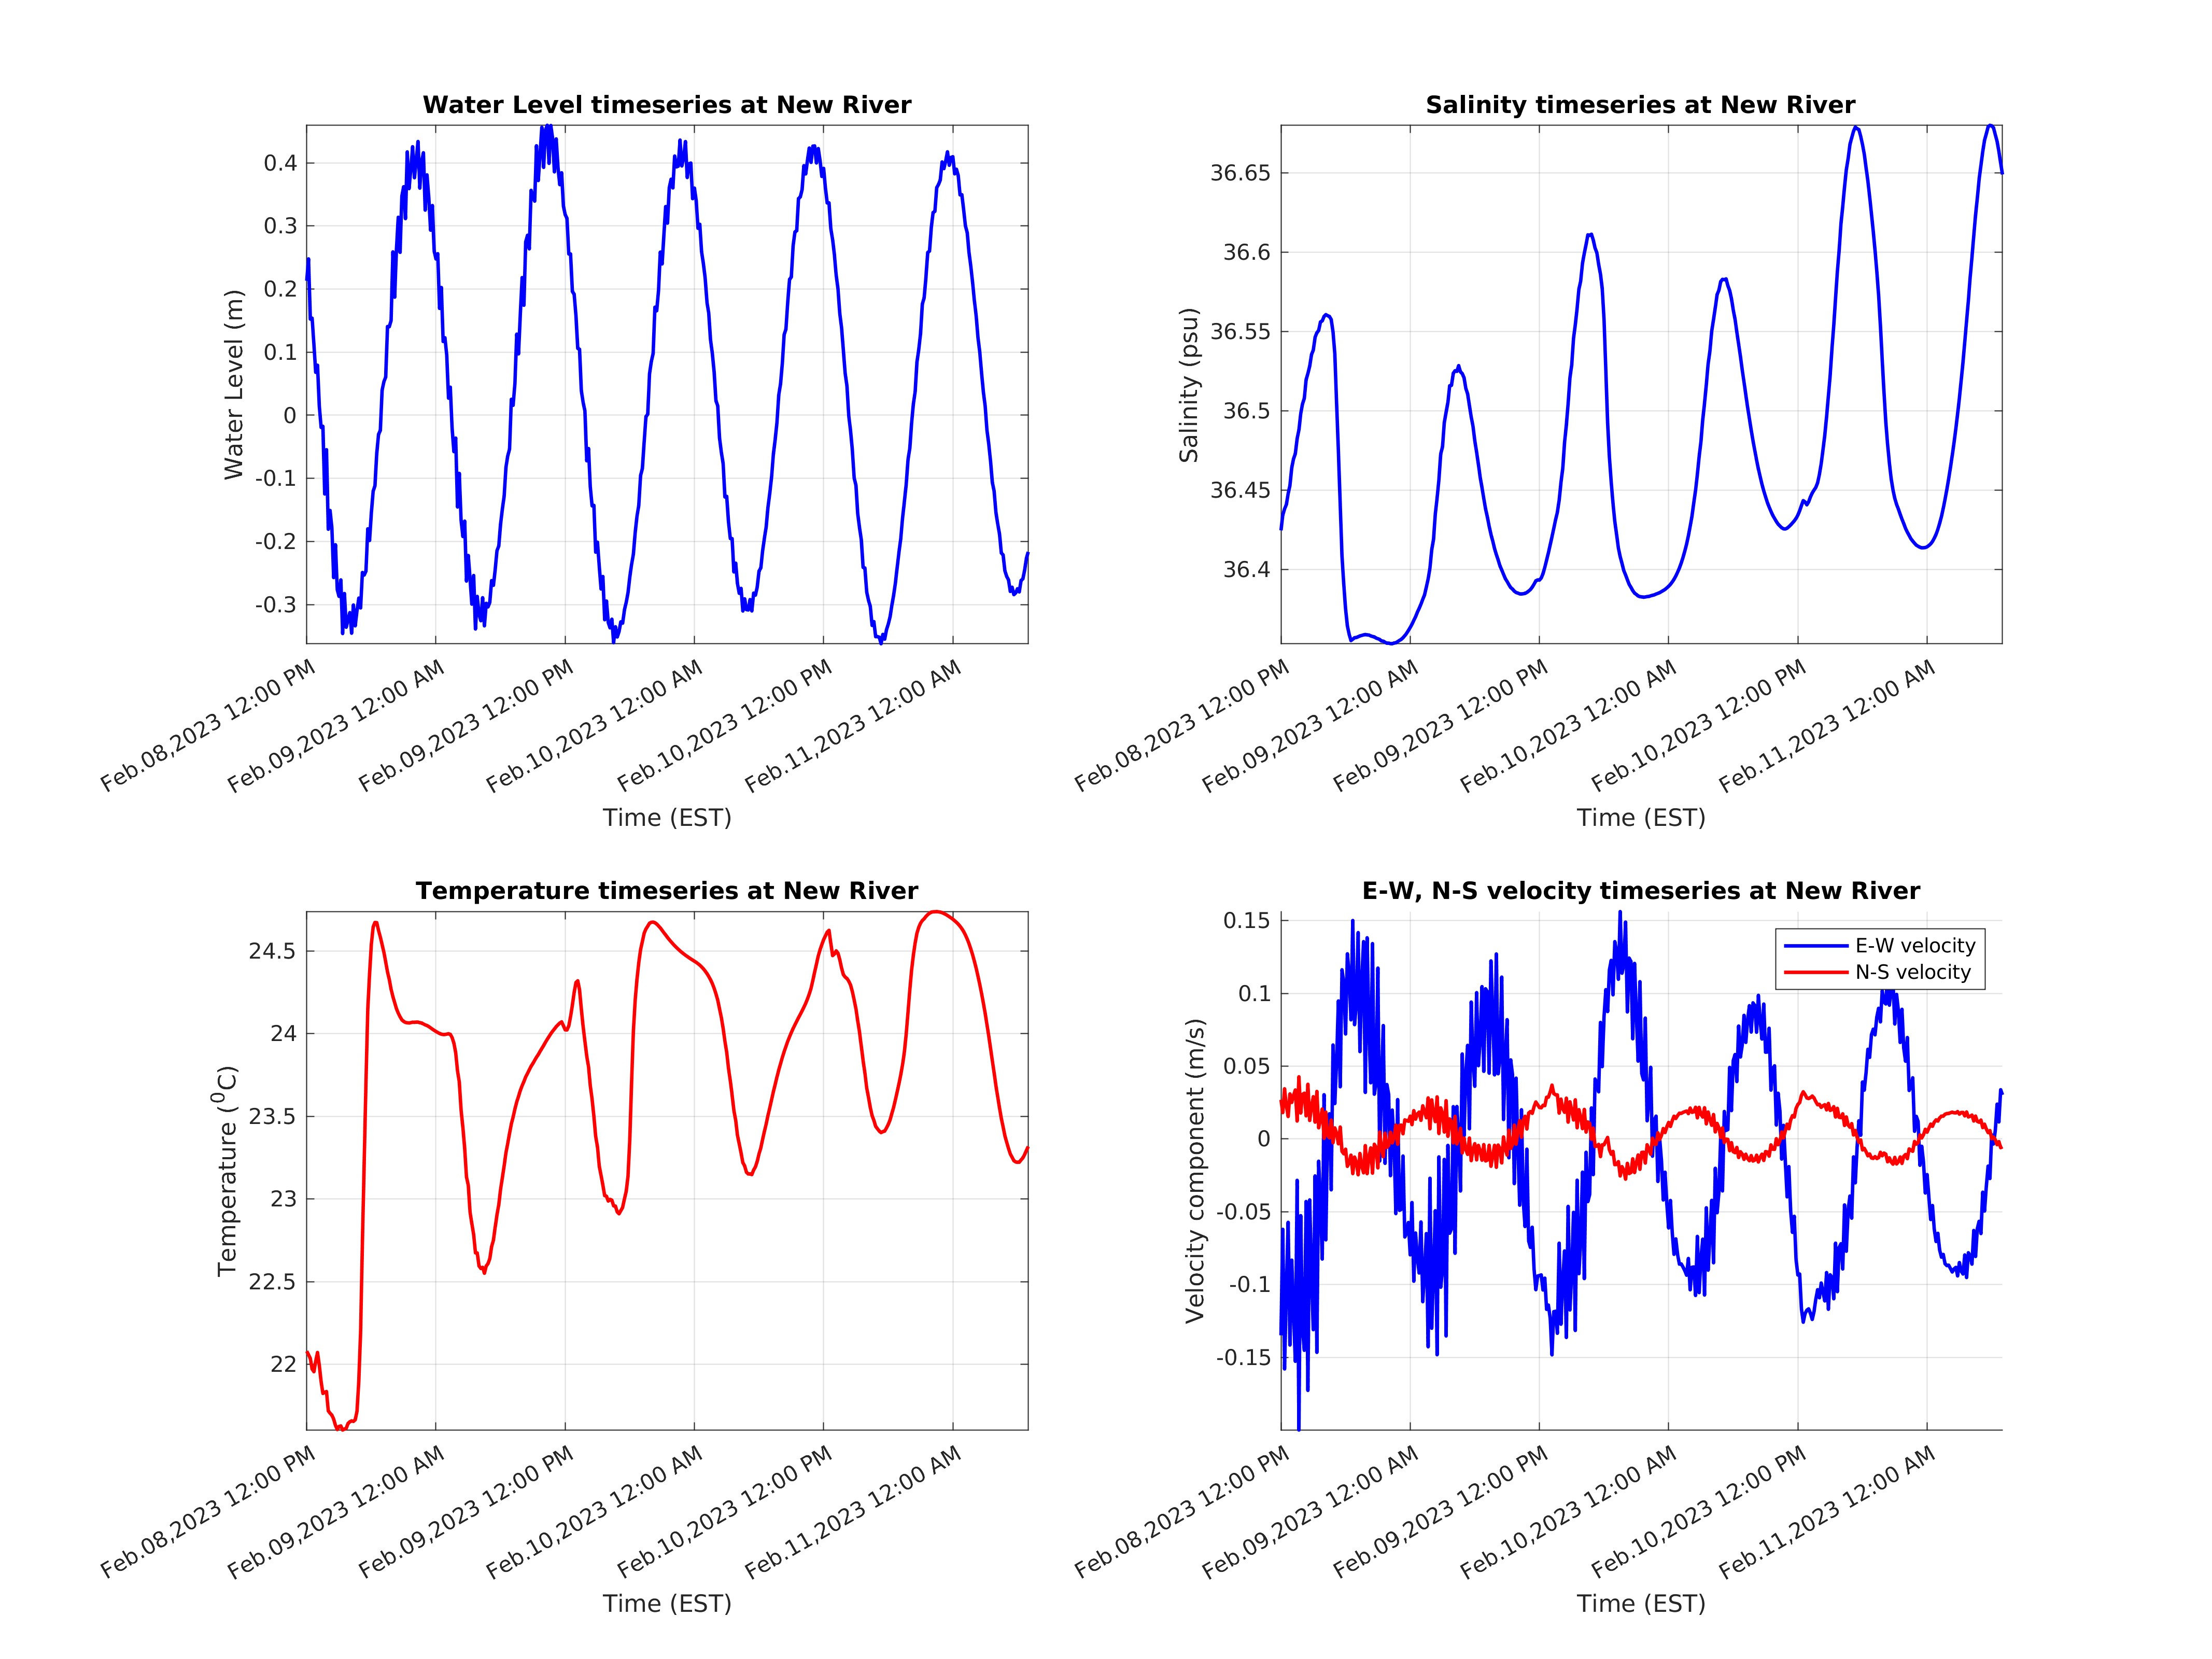 Water Level timeseries at New River
Water Level (m)
0.4
0.3
0.2
0.1
0
-0.1
-0.2
-0.3
Feb.08,2023 12:00 PM
Feb.09,2023 12:00 AM
Feb.09,2023 12:00 PM
Feb.10,2023 12:00 AM
Feb.10,2023 12:00 PM
Feb.11,2023 12:00 AM
Time (EST)
Salinity timeseries at New River
Salinity (psu)
36.65
36.6
36.55
36.5
36.45
36.4
Feb.08,2023 12:00 PM
Feb.09,2023 12:00 AM
Feb.09,2023 12:00 PM
Feb.10,2023 12:00 AM
Feb.10,2023 12:00 PM
Feb.11,2023 12:00 AM
Time (EST)
Temperature timeseries at New River
Temperature (⁰C)
24.5
24
23.5
23
22.5
22
Feb.08,2023 12:00 PM
Feb.09,2023 12:00 AM
Feb.09,2023 12:00 PM
Feb.10,2023 12:00 AM
Feb.10,2023 12:00 PM
Feb.11,2023 12:00 AM
Time (EST)
E-W, N-S velocity timeseries at New River
Velocity component (m/s)
0.15
0.1
0.05
0
-0.05
-0.1
-0.15
E-W velocity
N-S velocity
Feb.08,2023 12:00 PM
Feb.09,2023 12:00 AM
Feb.09,2023 12:00 PM
Feb.10,2023 12:00 AM
Feb.10,2023 12:00 PM
Feb.11,2023 12:00 AM
Time (EST)